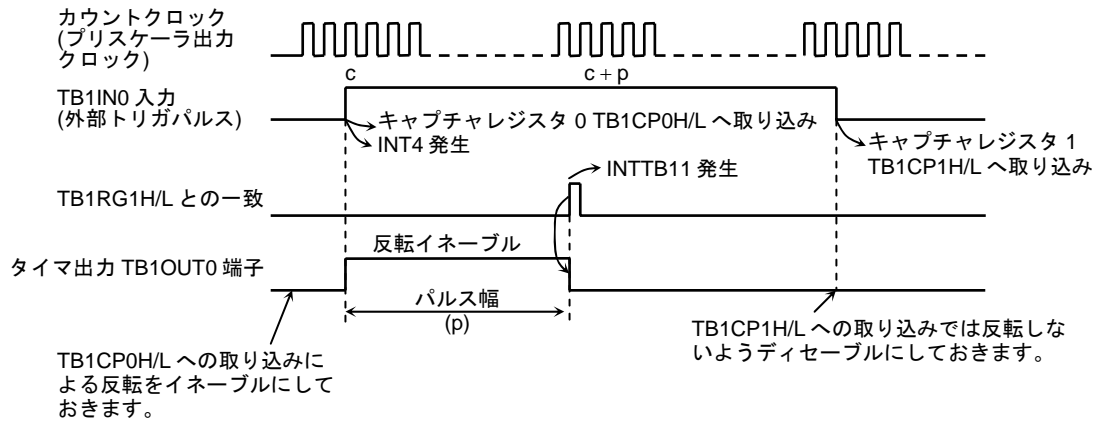 カウントクロック
(プリスケーラ出力
クロック)
c
c + p
TB1IN0 入力
(外部トリガパルス)
キャプチャレジスタ 0 TB1CP0H/L へ取り込み
INT4 発生
キャプチャレジスタ 1
TB1CP1H/L へ取り込み
INTTB11 発生
TB1RG1H/L との一致
反転イネーブル
タイマ出力 TB1OUT0 端子
パルス幅
(p)
TB1CP0H/L への取り込みに
よる反転をイネーブルにして
おきます。
TB1CP1H/L への取り込みでは反転しな
いようディセーブルにしておきます。